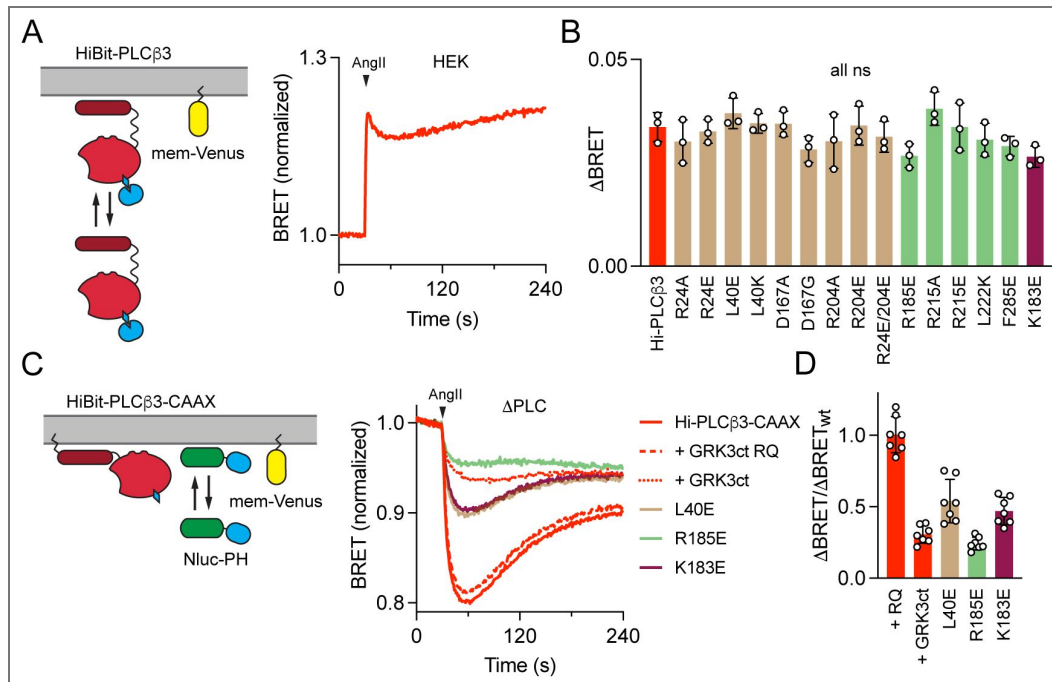 A
HiBit-PLCβ3
mem-Venus
1.3
1.0
BRET (normalized)
AngII
HEK
0
120
240
Time (s)
B
0.05
0.00
ΔBRET
all ns
Hi-PLCβ3
R24A
R24E
L40E
L40K
D167A
D167G
R204A
R204E
R24E/204E
R185E
R215A
R215E
L222K
F285E
K183E
C
HiBit-PLCβ3-CAAX
mem-Venus
Nluc-PH
1.0
0.9
0.8
BRET (normalized)
AngII
ΔPLC
0
120
240
Time (s)
Hi-PLCβ3-CAAX
+ GRK3ct RQ
+ GRK3ct
L40E
R185E
K183E
D
1.0
0.5
0.0
ΔBRET/ΔBRETwt
+ RQ
+ GRK3ct
L40E
R185E
K183E